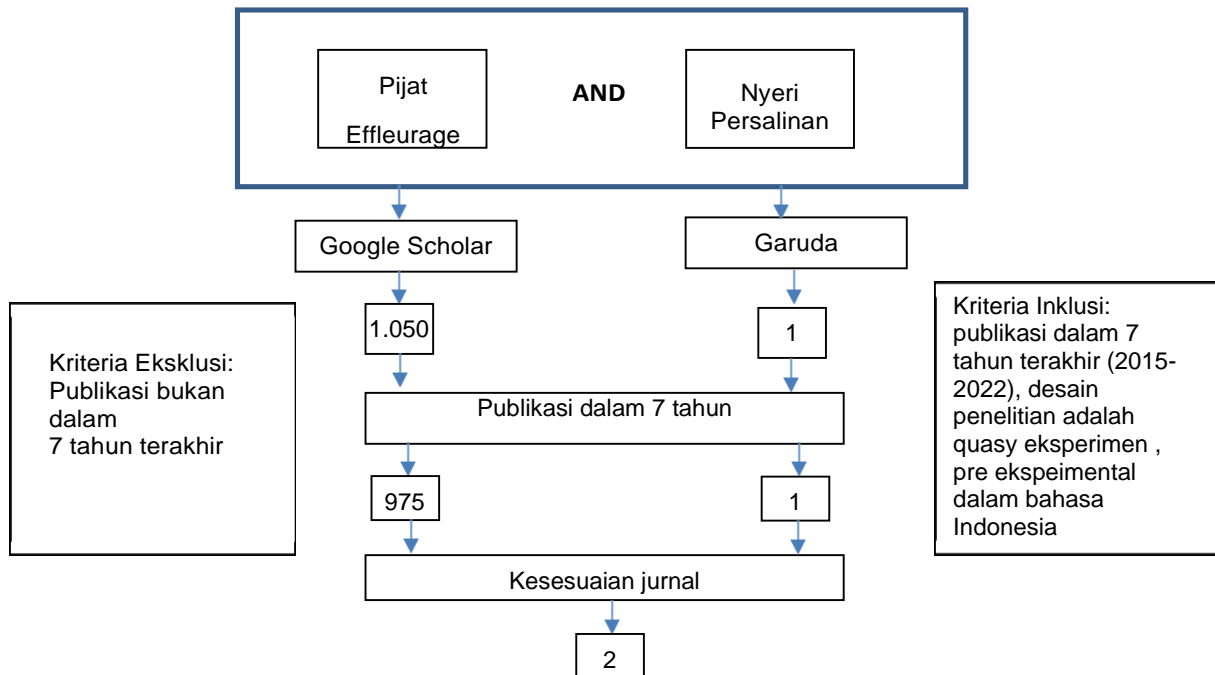 Pijat
Effleurage
AND
Nyeri
Persalinan
Google Scholar
Garuda
1.050
1
Kriteria Eksklusi:
Publikasi bukan
dalam
7 tahun terakhir
Kriteria Inklusi:
publikasi dalam 7
tahun terakhir (2015-
2022), desain
penelitian adalah
quasy eksperimen ,
pre ekspeimental
dalam bahasa
Indonesia
Publikasi dalam 7 tahun
975
1
Kesesuaian jurnal
2